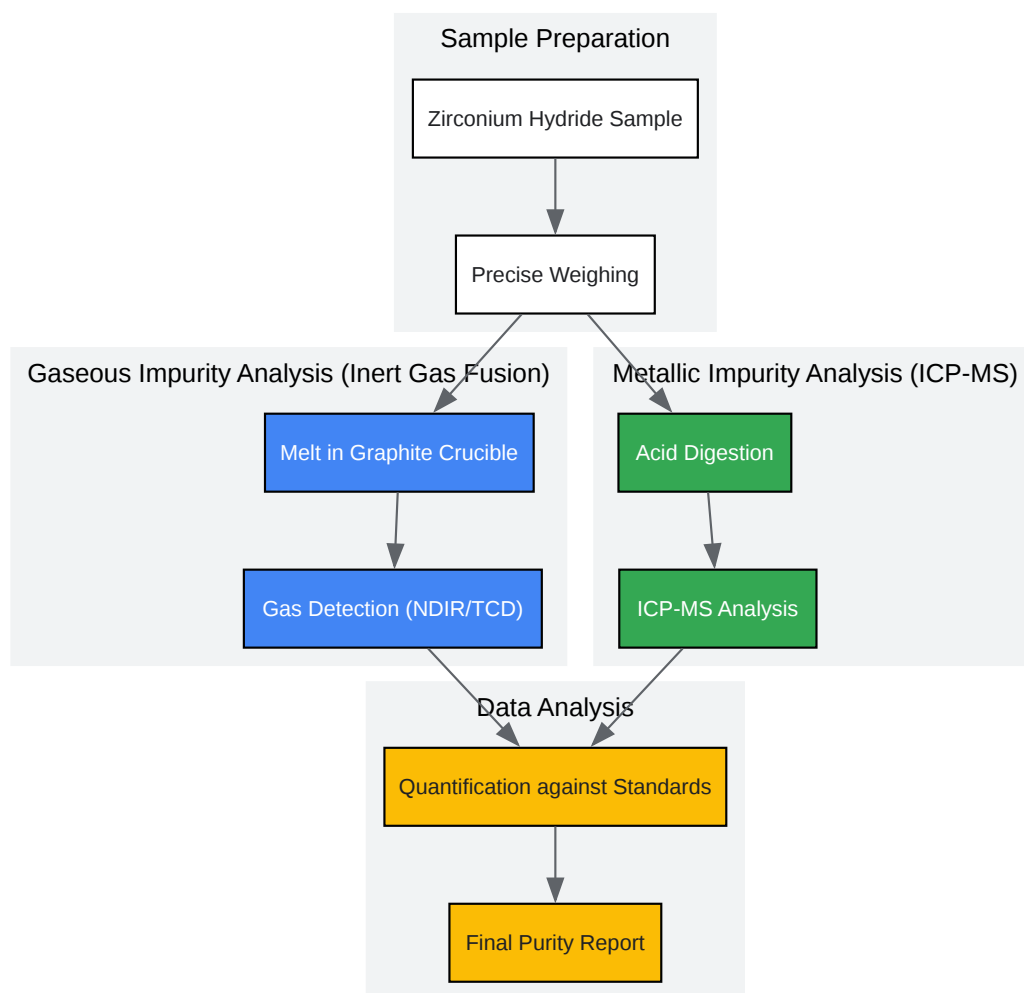 Sample Preparation
Zirconium Hydride Sample
Precise Weighing
Gaseous Impurity Analysis (Inert Gas Fusion)
Melt in Graphite Crucible
Gas Detection (NDIR/TCD)
Metallic Impurity Analysis (ICP-MS)
Acid Digestion
ICP-MS Analysis
Data Analysis
Quantification against Standards
Final Purity Report